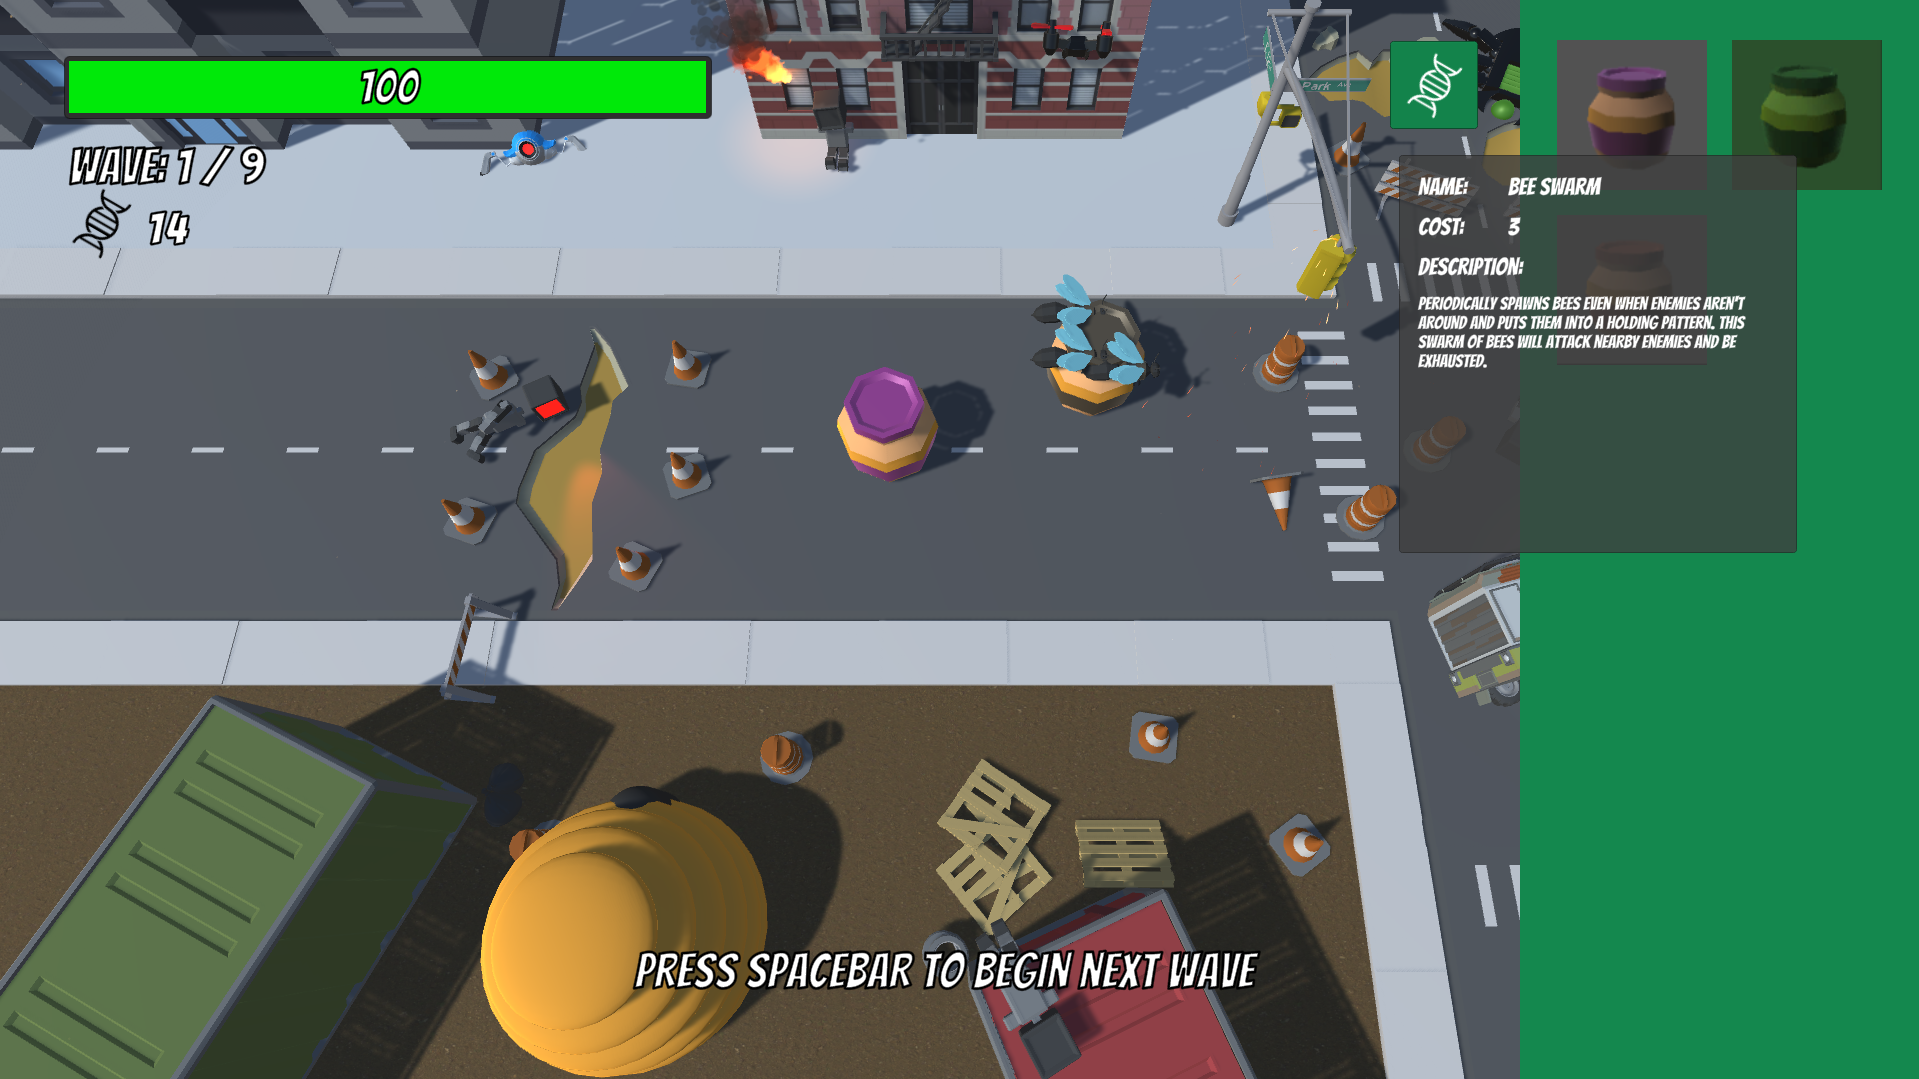 100
WAVE: 1 / 9
14
Park Av
NAME: BEE SWARM
COST: 3
DESCRIPTION:
PERIODICALLY SPAWNS BEES EVEN WHEN ENEMIES AREN'T
AROUND AND PUTS THEM INTO A HOLDING PATTERN. THIS
SWARM OF BEES WILL ATTACK NEARBY ENEMIES AND BE
EXHAUSTED.
PRESS SPACEBAR TO BEGIN NEXT WAVE